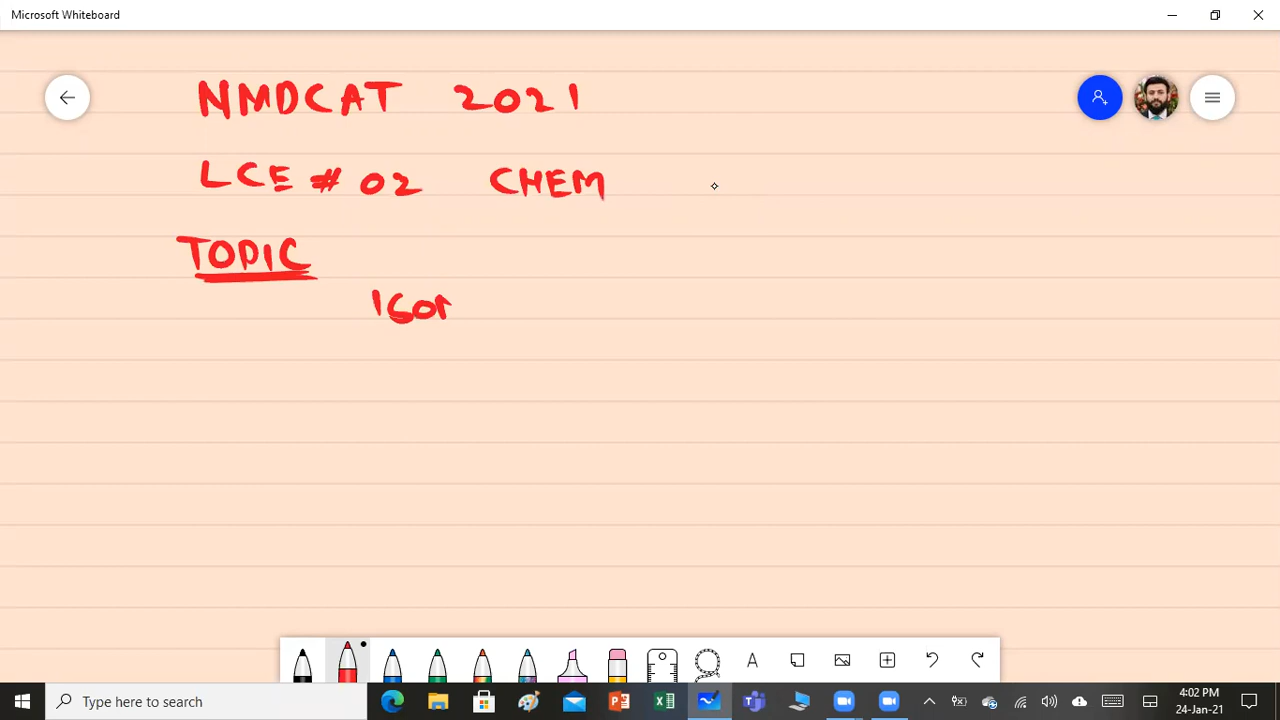 Microsoft Whiteboard
NMDCAT 2021
LCE # 02 CHEM
TOPIC
Type here to search
4:02 PM
24-Jan-21